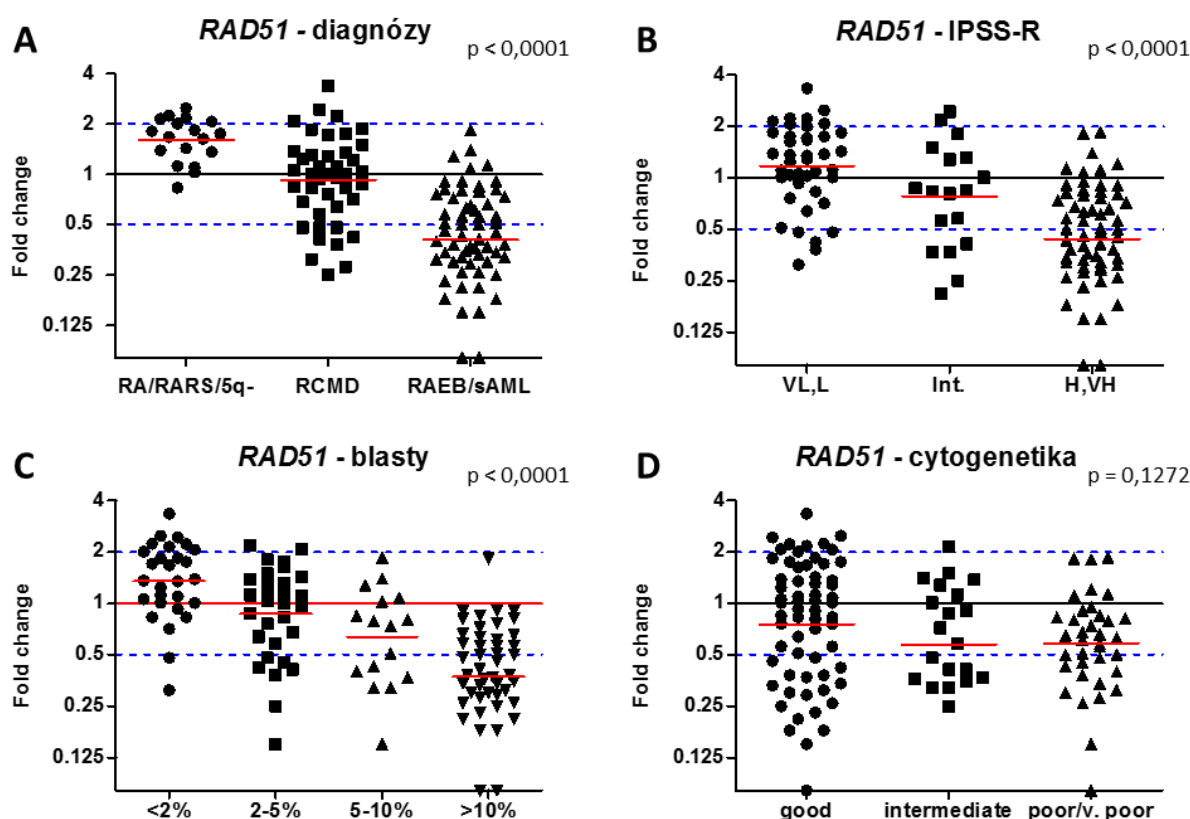 A
RAD51 - diagnózy
p < 0,0001
Fold change
4
2
1
0.5
0.25
0.125
RA/RARS/5q-
RCMD
RAEB/sAML
B
RAD51 - IPSS-R
p < 0,0001
Fold change
4
2
1
0.5
0.25
0.125
VL,L
Int.
H,VH
C
RAD51 - blasty
p < 0,0001
Fold change
4
2
1
0.5
0.25
0.125
<2%
2-5%
5-10%
>10%
D
RAD51 - cytogenetika
p = 0,1272
Fold change
4
2
1
0.5
0.25
0.125
good
intermediate
poor/v. poor